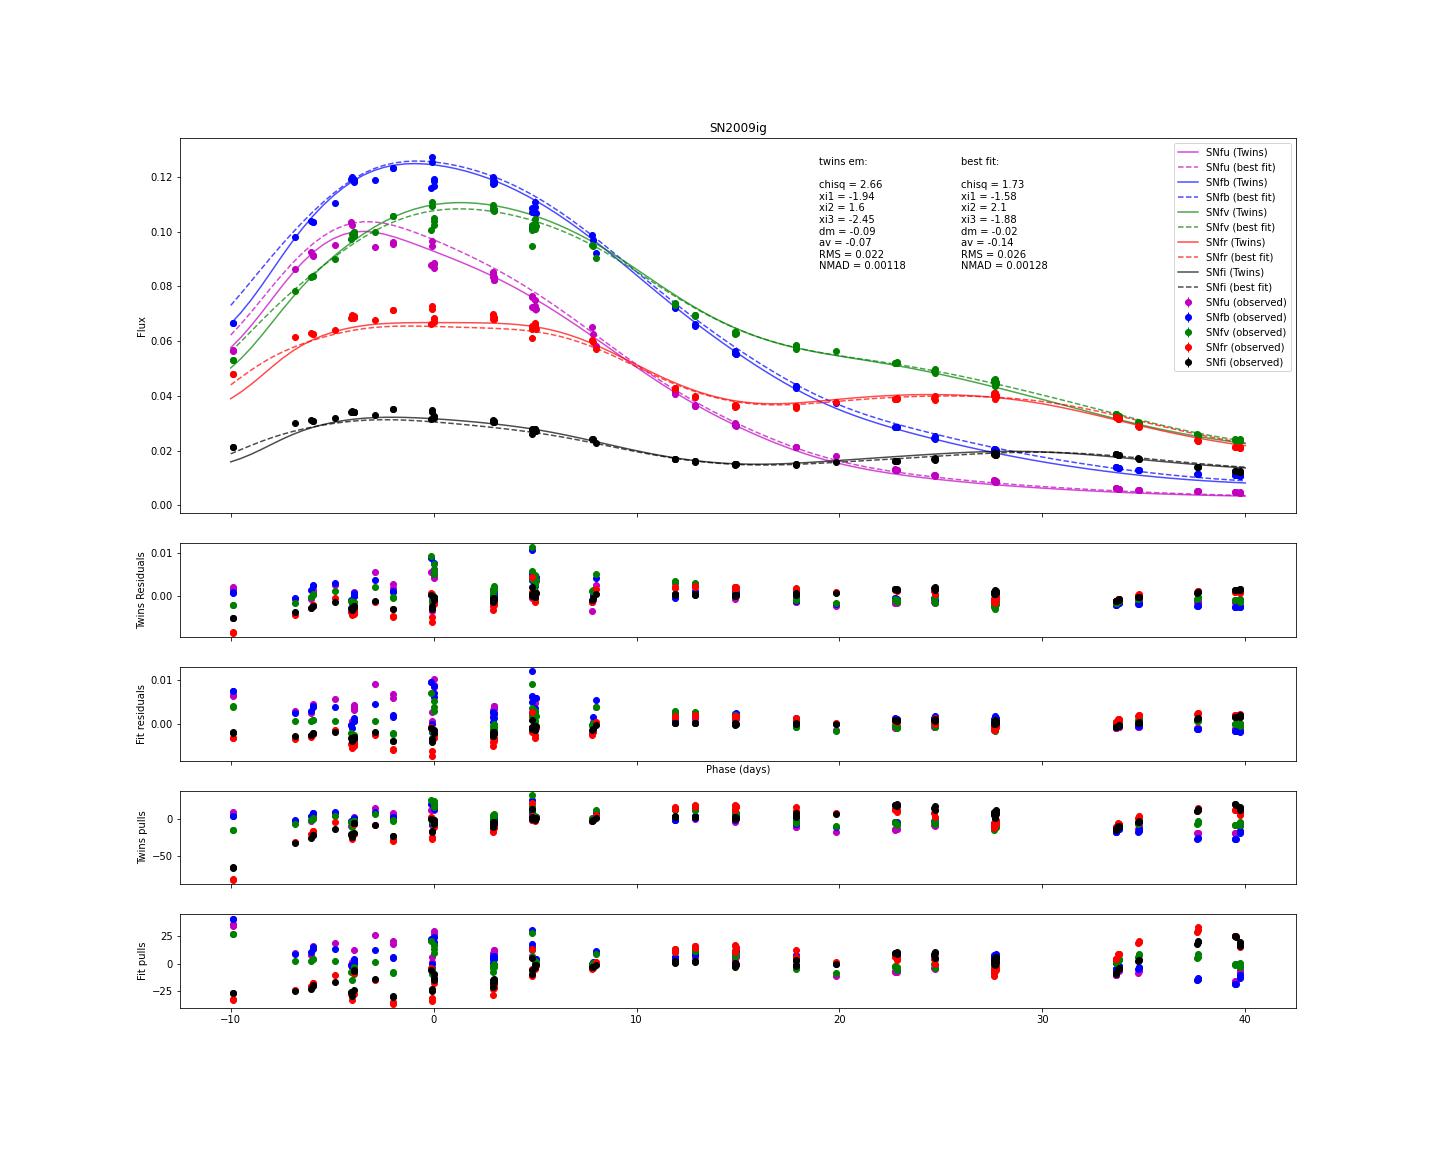 SN2009ig
twins em:
chisq = 2.66
xi1 = -1.94
xi2 = 1.6
xi3 = -2.45
dm = -0.09
av = -0.07
RMS = 0.022
NMAD = 0.00118
best fit:
chisq = 1.73
xi1 = -1.58
xi2 = 2.1
xi3 = -1.88
dm = -0.02
av = -0.14
RMS = 0.026
NMAD = 0.00128
SNfu (Twins)
SNfu (best fit)
SNfb (Twins)
SNfb (best fit)
SNfv (Twins)
SNfv (best fit)
SNfr (Twins)
SNfr (best fit)
SNfi (Twins)
SNfi (best fit)
SNfu (observed)
SNfb (observed)
SNfv (observed)
SNfr (observed)
SNfi (observed)
Flux
0.12
0.10
0.08
0.06
0.04
0.02
0.00
Twins Residuals
0.01
0.00
Fit residuals
0.01
0.00
Phase (days)
Twins pulls
0
−50
Fit pulls
25
0
−25
−10
0
10
20
30
40